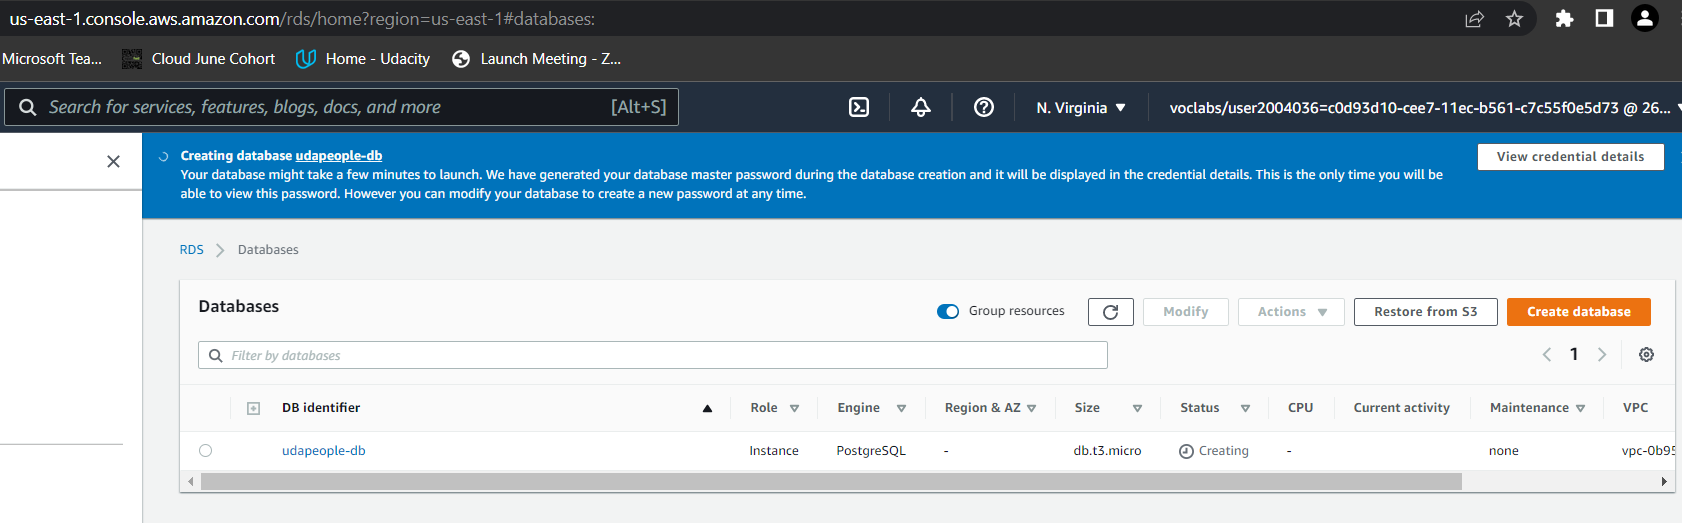 us-east-1.console.aws.amazon.com/rds/home?region=us-east-1#databases:
Microsoft Tea... Cloud June Cohort Home - Udacity Launch Meeting - Z...
Search for services, features, blogs, docs, and more [Alt+S] N. Virginia ▼ voclabs/user2004036=c0d93d10-cee7-11ec-b561-c7c55f0e5d73 @ 26...
Creating database udapeople-db
Your database might take a few minutes to launch. We have generated your database master password during the database creation and it will be displayed in the credential details. This is the only time you will be
able to view this password. However you can modify your database to create a new password at any time.
View credential details
RDS > Databases
Databases
Group resources Modify Actions ▼ Restore from S3 Create database
Filter by databases < 1 >
DB identifier Role Engine Region & AZ Size Status CPU Current activity Maintenance VPC
udapeople-db Instance PostgreSQL - db.t3.micro Creating - none vpc-0b95